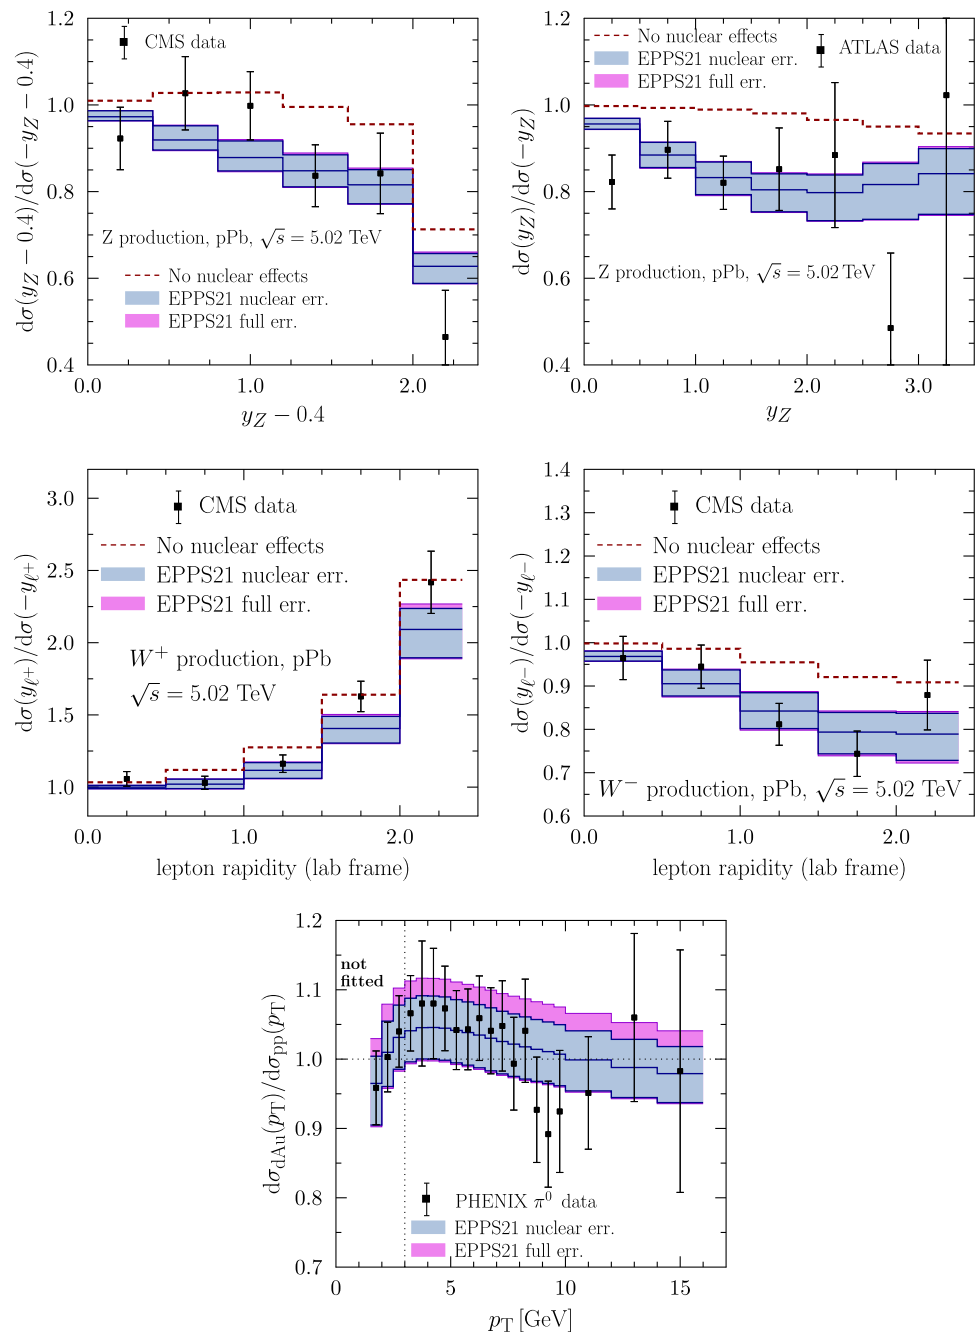 CMS data
Z production, pPb, √s = 5.02 TeV
No nuclear effects
EPPS21 nuclear err.
EPPS21 full err.
dσ(y_Z − 0.4)/dσ(−y_Z − 0.4)
1.2
1.0
0.8
0.6
0.4
0.0 1.0 2.0
y_Z − 0.4
No nuclear effects
EPPS21 nuclear err.
EPPS21 full err.
ATLAS data
Z production, pPb, √s = 5.02 TeV
dσ(y_Z)/dσ(−y_Z)
1.2
1.0
0.8
0.6
0.4
0.0 1.0 2.0 3.0
y_Z
CMS data
No nuclear effects
EPPS21 nuclear err.
EPPS21 full err.
W⁺ production, pPb
√s = 5.02 TeV
dσ(y_ℓ⁺)/dσ(−y_ℓ⁺)
3.0
2.5
2.0
1.5
1.0
0.0 1.0 2.0
lepton rapidity (lab frame)
CMS data
No nuclear effects
EPPS21 nuclear err.
EPPS21 full err.
W⁻ production, pPb, √s = 5.02 TeV
dσ(y_ℓ⁻)/dσ(−y_ℓ⁻)
1.4
1.3
1.2
1.1
1.0
0.9
0.8
0.7
0.6
0.0 1.0 2.0
lepton rapidity (lab frame)
not
fitted
PHENIX π⁰ data
EPPS21 nuclear err.
EPPS21 full err.
dσ_dAu(p_T)/dσ_pp(p_T)
1.2
1.1
1.0
0.9
0.8
0.7
0 5 10 15
p_T [GeV]